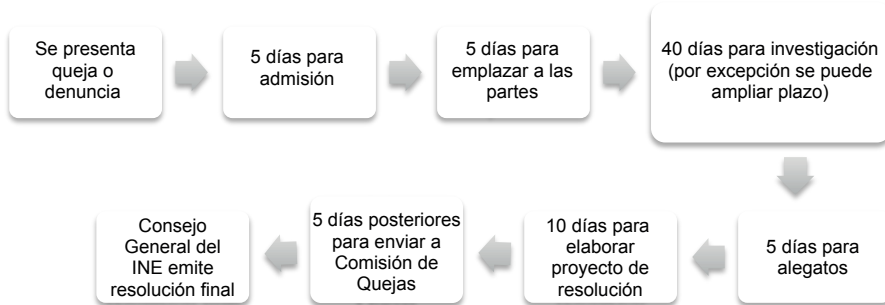 Se presenta
queja o
denuncia
5 días para
admisión
5 días para
emplazar a las
partes
40 días para investigación
(por excepción se puede
ampliar plazo)
5 días para
alegatos
10 días para
elaborar
proyecto de
resolución
5 días posteriores
para enviar a
Comisión de
Quejas
Consejo
General del
INE emite
resolución final